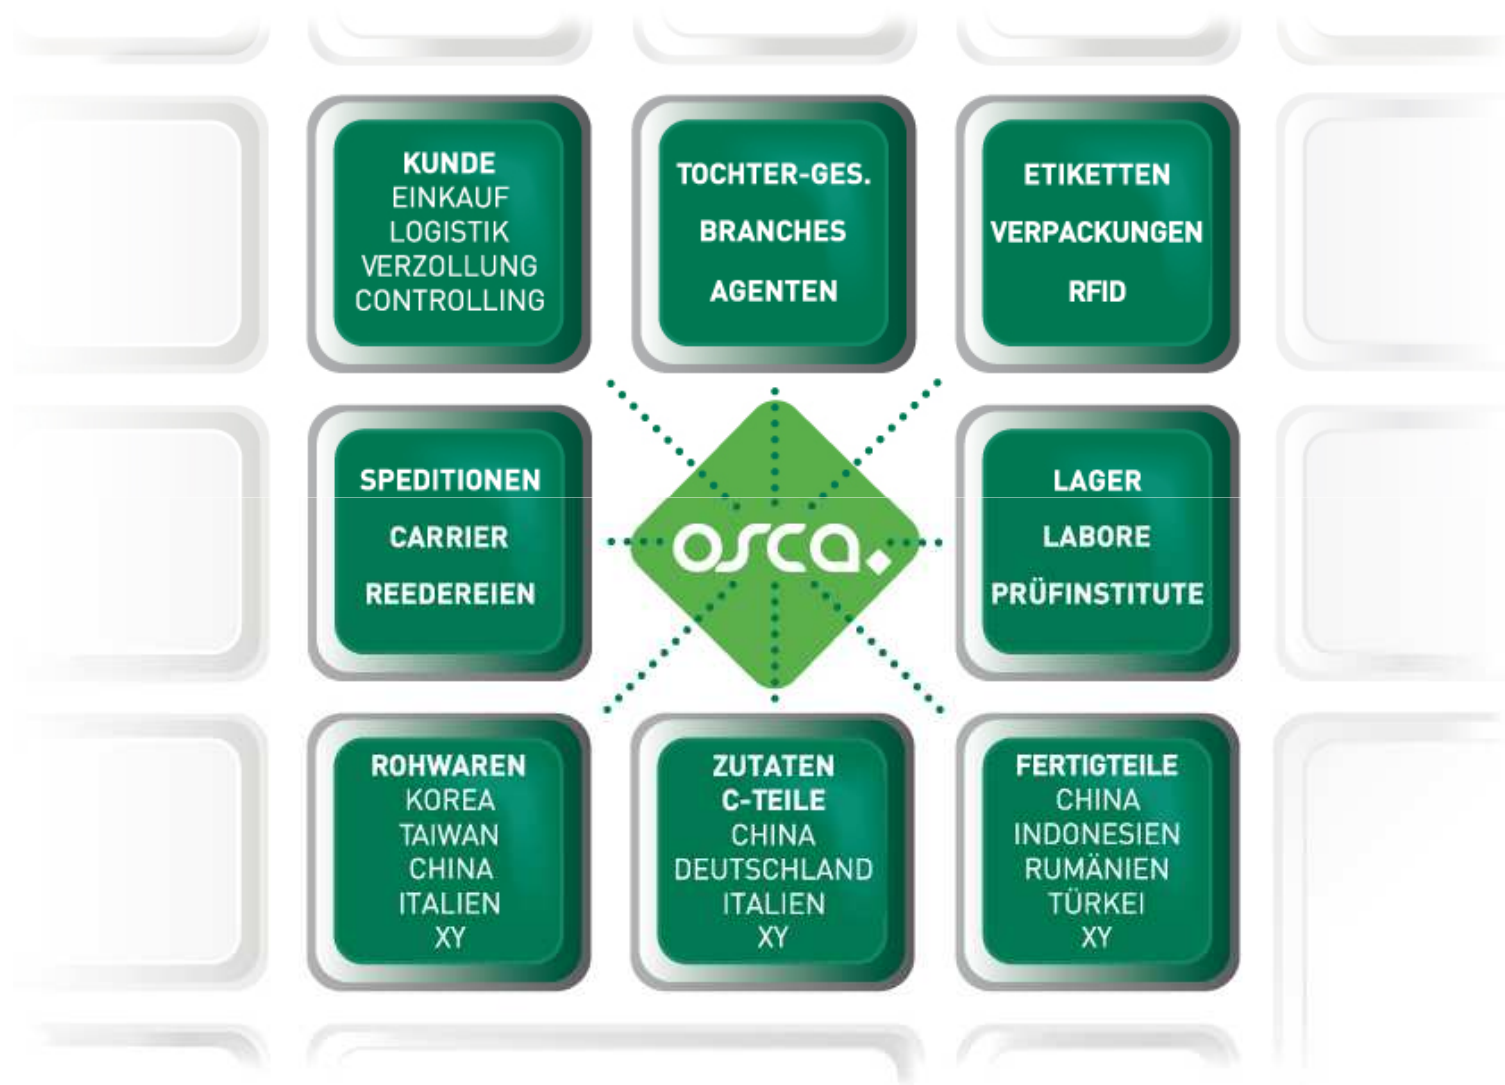 KUNDE
EINKAUF
LOGISTIK
VERZOLLUNG
CONTROLLING
TOCHTER-GES.
BRANCHES
AGENTEN
ETIKETTEN
VERPACKUNGEN
RFID
SPEDITIONEN
CARRIER
REEDEREIEN
osca.
LAGER
LABORE
PRÜFINSTITUTE
ROHWAREN
KOREA
TAIWAN
CHINA
ITALIEN
XY
ZUTATEN
C-TEILE
CHINA
DEUTSCHLAND
ITALIEN
XY
FERTIGTEILE
CHINA
INDONESIEN
RUMÄNIEN
TÜRKEI
XY